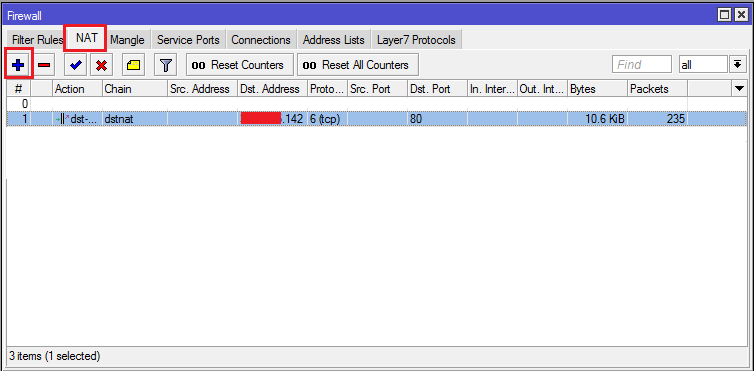 Firewall
Filter Rules NAT Mangle Service Ports Connections Address Lists Layer7 Protocols
00 Reset Counters 00 Reset All Counters Find all
# Action Chain Src. Address Dst. Address Proto... Src. Port Dst. Port In. Inter... Out. Int... Bytes Packets
0
1 dst-... dstnat .142 6 (tcp) 80 10.6 KiB 235
3 items (1 selected)